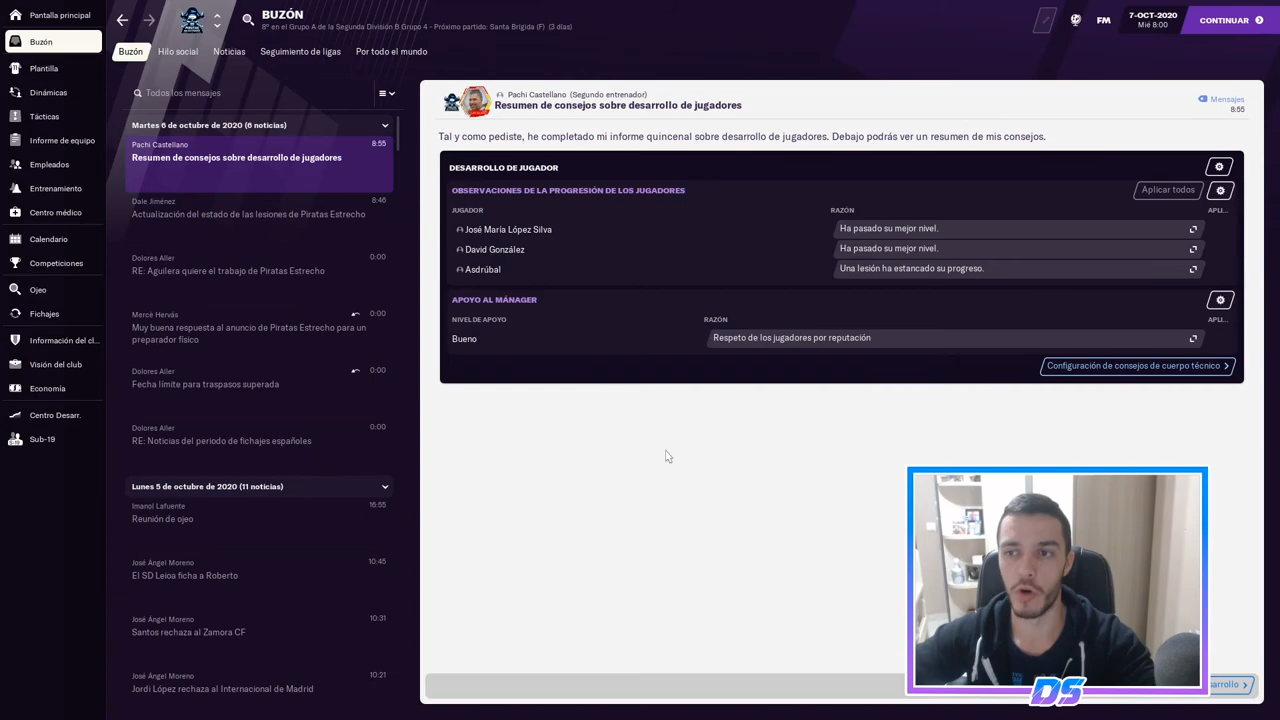 Pantalla principal
Buzón
Plantilla
Dinámicas
Tácticas
Informe de equipo
Empleados
Entrenamiento
Centro médico
Calendario
Competiciones
Ojeo
Fichajes
Información del cl...
Visión del club
Economía
Centro Desarr.
Sub-19
BUZÓN
8º en el Grupo A de la Segunda División B Grupo 4 - Próximo partido: Santa Brígida (F) (3 días)
FM
7-OCT-2020
Mié 8:00
CONTINUAR
Buzón
Hilo social
Noticias
Seguimiento de ligas
Por todo el mundo
Todos los mensajes
Martes 6 de octubre de 2020 (6 noticias)
Pachi Castellano
8:55
Resumen de consejos sobre desarrollo de jugadores
Dale Jiménez
8:46
Actualización del estado de las lesiones de Piratas Estrecho
Dolores Aller
0:00
RE: Aguilera quiere el trabajo de Piratas Estrecho
Mercè Hervás
0:00
Muy buena respuesta al anuncio de Piratas Estrecho para un
preparador físico
Dolores Aller
0:00
Fecha límite para traspasos superada
Dolores Aller
0:00
RE: Noticias del periodo de fichajes españoles
Lunes 5 de octubre de 2020 (11 noticias)
Imanol Lafuente
16:55
Reunión de ojeo
José Ángel Moreno
10:45
El SD Leioa ficha a Roberto
José Ángel Moreno
10:31
Santos rechaza al Zamora CF
José Ángel Moreno
10:21
Jordi López rechaza al Internacional de Madrid
Pachi Castellano (Segundo entrenador)
Resumen de consejos sobre desarrollo de jugadores
Mensajes
8:55
Tal y como pediste, he completado mi informe quincenal sobre desarrollo de jugadores. Debajo podrás ver un resumen de mis consejos.
DESARROLLO DE JUGADOR
OBSERVACIONES DE LA PROGRESIÓN DE LOS JUGADORES
Aplicar todos
JUGADOR
RAZÓN
APLI...
José María López Silva
Ha pasado su mejor nivel.
David González
Ha pasado su mejor nivel.
Asdrúbal
Una lesión ha estancado su progreso.
APOYO AL MÁNAGER
NIVEL DE APOYO
RAZÓN
APLI...
Bueno
Respeto de los jugadores por reputación
Configuración de consejos de cuerpo técnico
sarrollo
DS